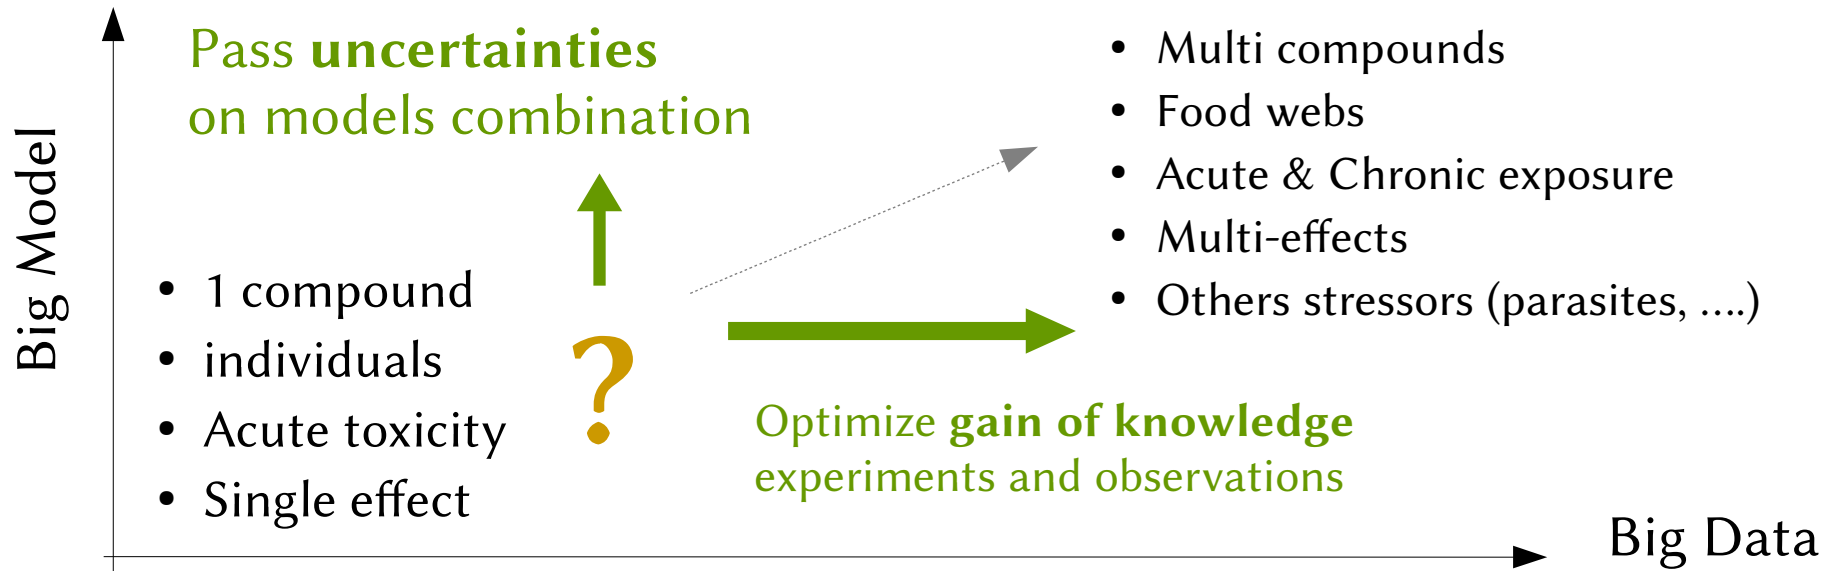 Big Model
Pass uncertainties
on models combination
• 1 compound
• individuals
• Acute toxicity
• Single effect
?
• Multi compounds
• Food webs
• Acute & Chronic exposure
• Multi-effects
• Others stressors (parasites, ....)
Optimize gain of knowledge
experiments and observations
Big Data